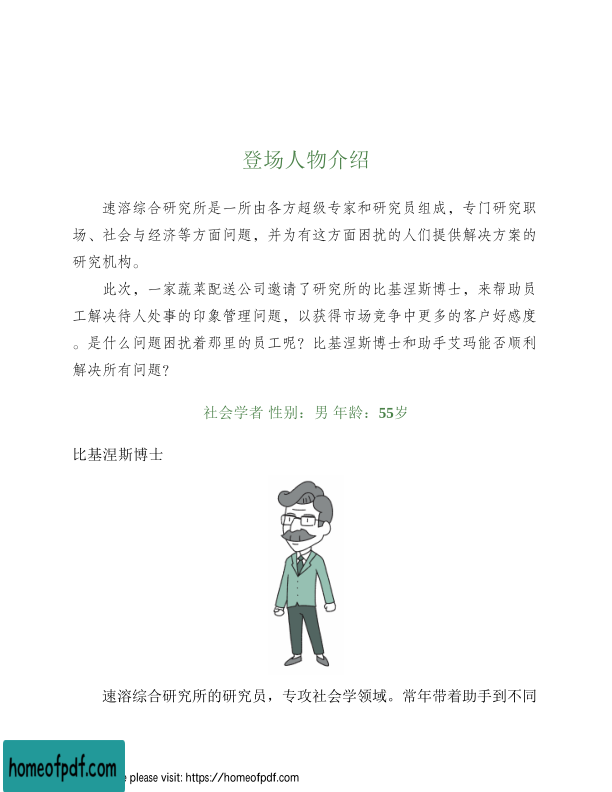 登场人物介绍
速溶综合研究所是一所由各方超级专家和研究员组成，专门研究职
场、社会与经济等方面问题，并为有这方面困扰的人们提供解决方案的
研究机构。
此次，一家蔬菜配送公司邀请了研究所的比基涅斯博士，来帮助员
工解决待人处事的印象管理问题，以获得市场竞争中更多的客户好感度
。是什么问题困扰着那里的员工呢？比基涅斯博士和助手艾玛能否顺利
解决所有问题？
社会学者 性别：男 年龄：55岁
比基涅斯博士
速溶综合研究所的研究员，专攻社会学领域。常年带着助手到不同
homeofpdf.com
e please visit: https://homeofpdf.com